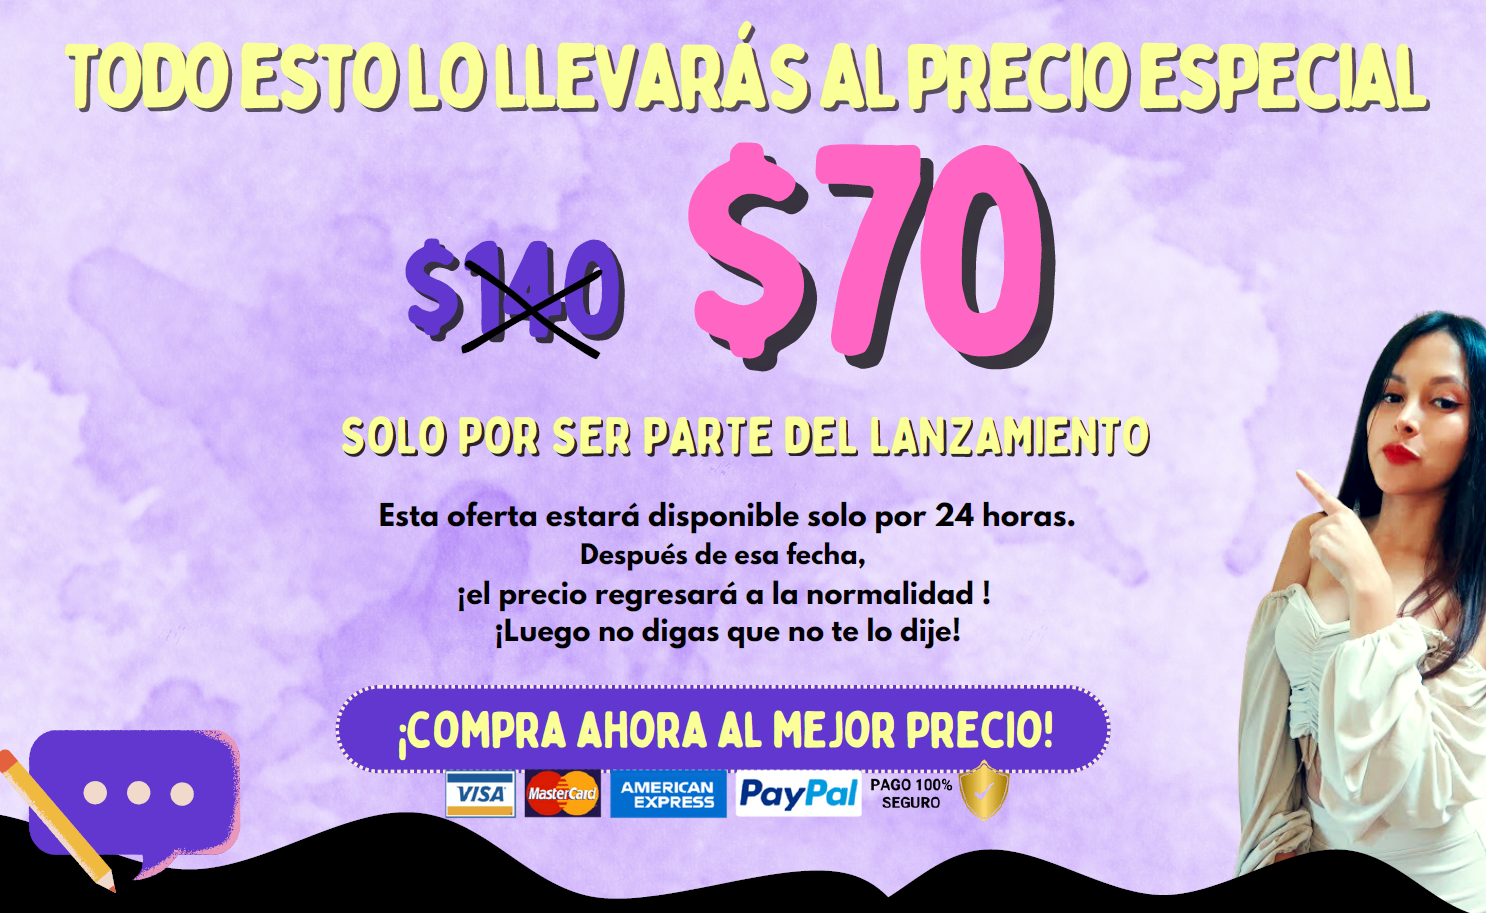 TODO ESTO LO LLEVARÁS AL PRECIO ESPECIAL
$140 $70
SOLO POR SER PARTE DEL LANZAMIENTO
Esta oferta estará disponible solo por 24 horas.
Después de esa fecha,
¡el precio regresará a la normalidad !
¡Luego no digas que no te lo dije!
¡COMPRA AHORA AL MEJOR PRECIO!
VISA MasterCard AMERICAN EXPRESS PayPal PAGO 100% SEGURO